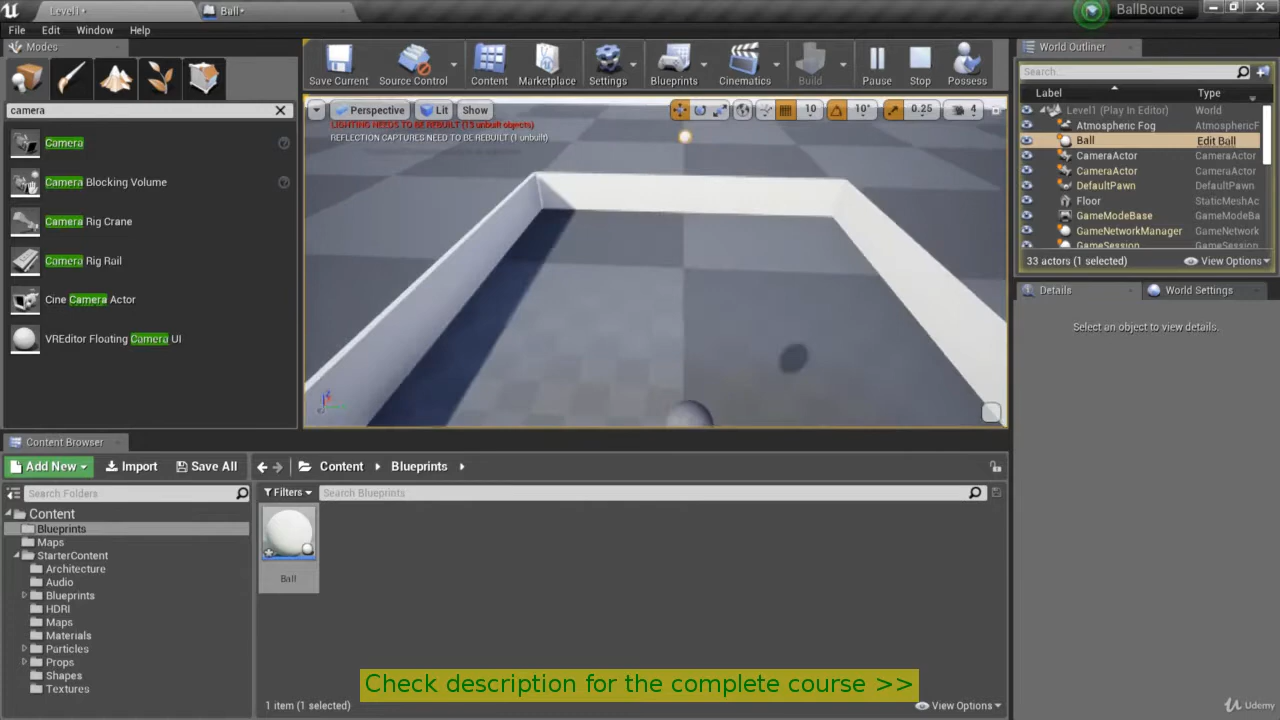 Level1*
Ball*
BallBounce
File Edit Window Help
Modes
camera
Camera
Camera Blocking Volume
Camera Rig Crane
Camera Rig Rail
Cine Camera Actor
VREditor Floating Camera UI
Save Current Source Control Content Marketplace Settings Blueprints Cinematics Build Pause Stop Possess
Perspective Lit Show 10 10° 0.25 4
LIGHTING NEEDS TO BE REBUILT (13 unbuilt objects)
REFLECTION CAPTURES NEED TO BE REBUILT (1 unbuilt)
World Outliner
Search...
Label Type
Level1 (Play In Editor) World
Atmospheric Fog AtmosphericF
Ball Edit Ball
CameraActor CameraActor
CameraActor CameraActor
DefaultPawn DefaultPawn
Floor StaticMeshAc
GameModeBase GameModeBa
GameNetworkManager GameNetwork
GameSession GameSession
33 actors (1 selected) View Options
Details World Settings
Select an object to view details.
Content Browser
Add New Import Save All Content Blueprints
Search Folders
Filters Search Blueprints
Content
Blueprints
Maps
StarterContent
Architecture
Audio
Blueprints
HDRI
Maps
Materials
Particles
Props
Shapes
Textures
Ball
1 item (1 selected) View Options
Check description for the complete course >>
Udemy